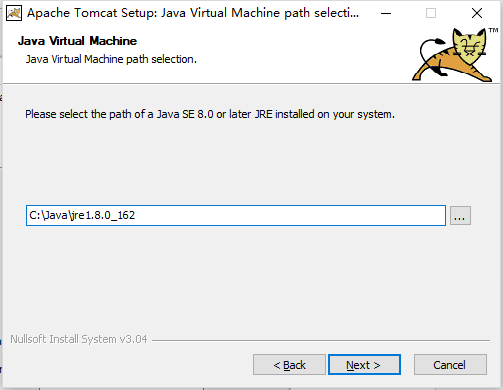 Apache Tomcat Setup: Java Virtual Machine path selecti...
Java Virtual Machine
Java Virtual Machine path selection.
TM
Please select the path of a Java SE 8.0 or later JRE installed on your system.
C:\Java\jre1.8.0_162
...
Nullsoft Install System v3.04
< Back
Next >
Cancel